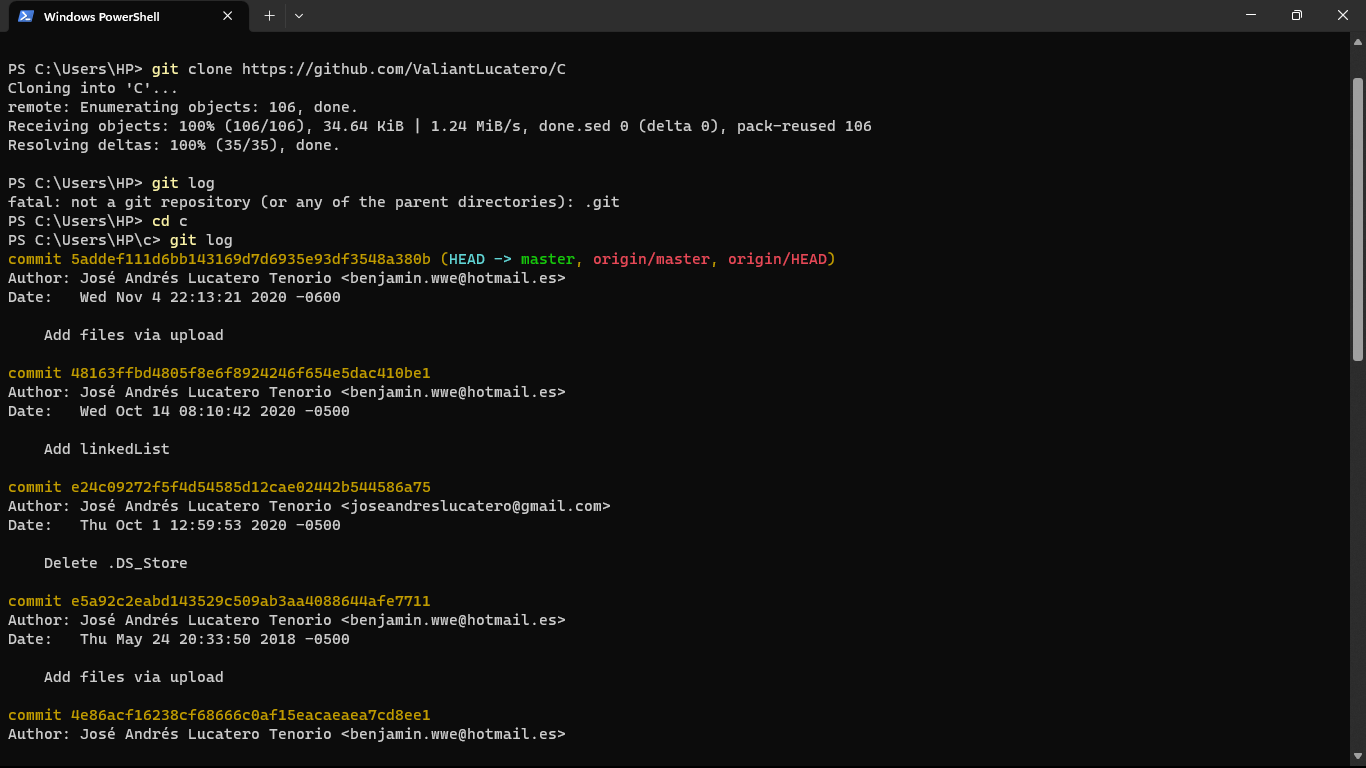 Windows PowerShell
PS C:\Users\HP> git clone https://github.com/ValiantLucatero/C
Cloning into 'C'...
remote: Enumerating objects: 106, done.
Receiving objects: 100% (106/106), 34.64 KiB | 1.24 MiB/s, done.sed 0 (delta 0), pack-reused 106
Resolving deltas: 100% (35/35), done.
PS C:\Users\HP> git log
fatal: not a git repository (or any of the parent directories): .git
PS C:\Users\HP> cd c
PS C:\Users\HP\c> git log
commit 5addef111d6bb143169d7d6935e93df3548a380b (HEAD -> master, origin/master, origin/HEAD)
Author: José Andrés Lucatero Tenorio <benjamin.wwe@hotmail.es>
Date:   Wed Nov 4 22:13:21 2020 -0600
Add files via upload
commit 48163ffbd4805f8e6f8924246f654e5dac410be1
Author: José Andrés Lucatero Tenorio <benjamin.wwe@hotmail.es>
Date:   Wed Oct 14 08:10:42 2020 -0500
Add linkedList
commit e24c09272f5f4d54585d12cae02442b544586a75
Author: José Andrés Lucatero Tenorio <joseandreslucatero@gmail.com>
Date:   Thu Oct 1 12:59:53 2020 -0500
Delete .DS_Store
commit e5a92c2eabd143529c509ab3aa4088644afe7711
Author: José Andrés Lucatero Tenorio <benjamin.wwe@hotmail.es>
Date:   Thu May 24 20:33:50 2018 -0500
Add files via upload
commit 4e86acf16238cf68666c0af15eacaeaea7cd8ee1
Author: José Andrés Lucatero Tenorio <benjamin.wwe@hotmail.es>